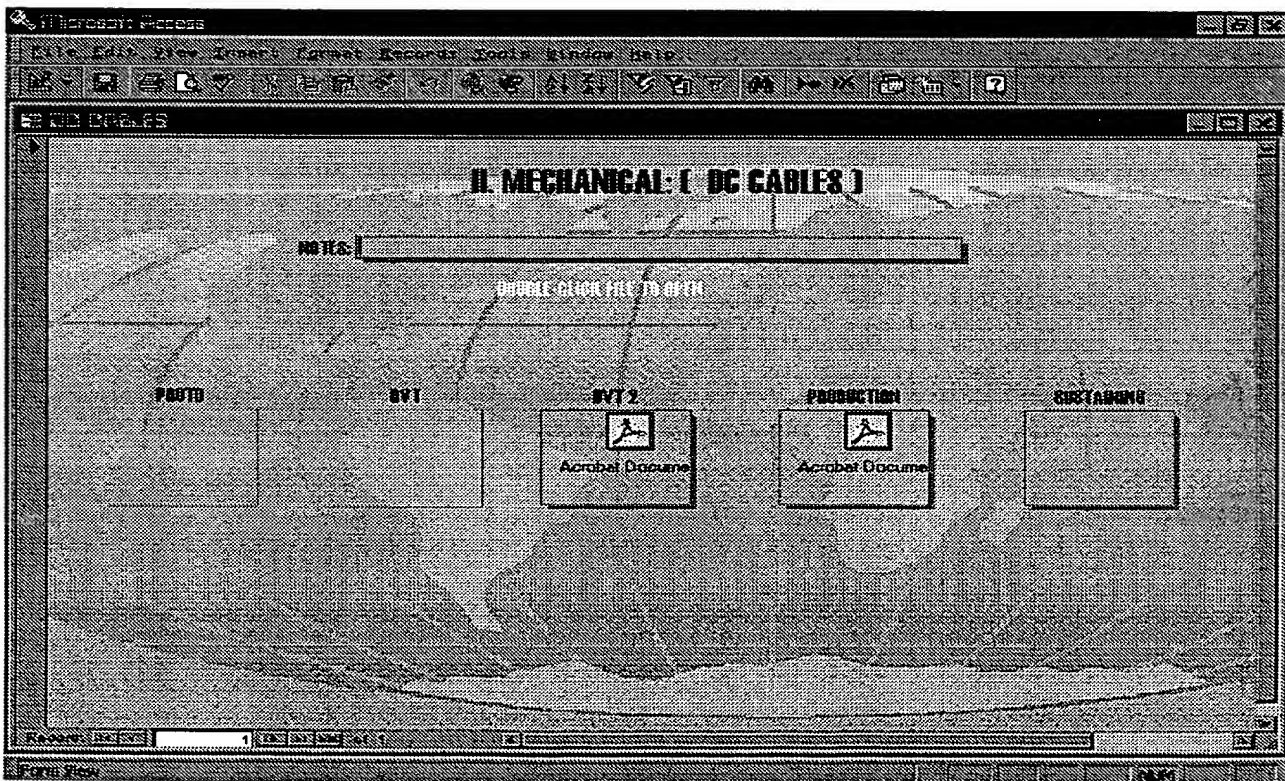 Microsoft Access
File Edit View Insert Format Records Tools Window Help
II. MECHANICAL: ( DC CABLES )
NOTES:
DOUBLE-CLICK FILE TO OPEN
PROTO DVT DVT 2 PRODUCTION SUSTAINING
Acrobat Docume Acrobat Docume
Record: 1 of 1
Form View NUM